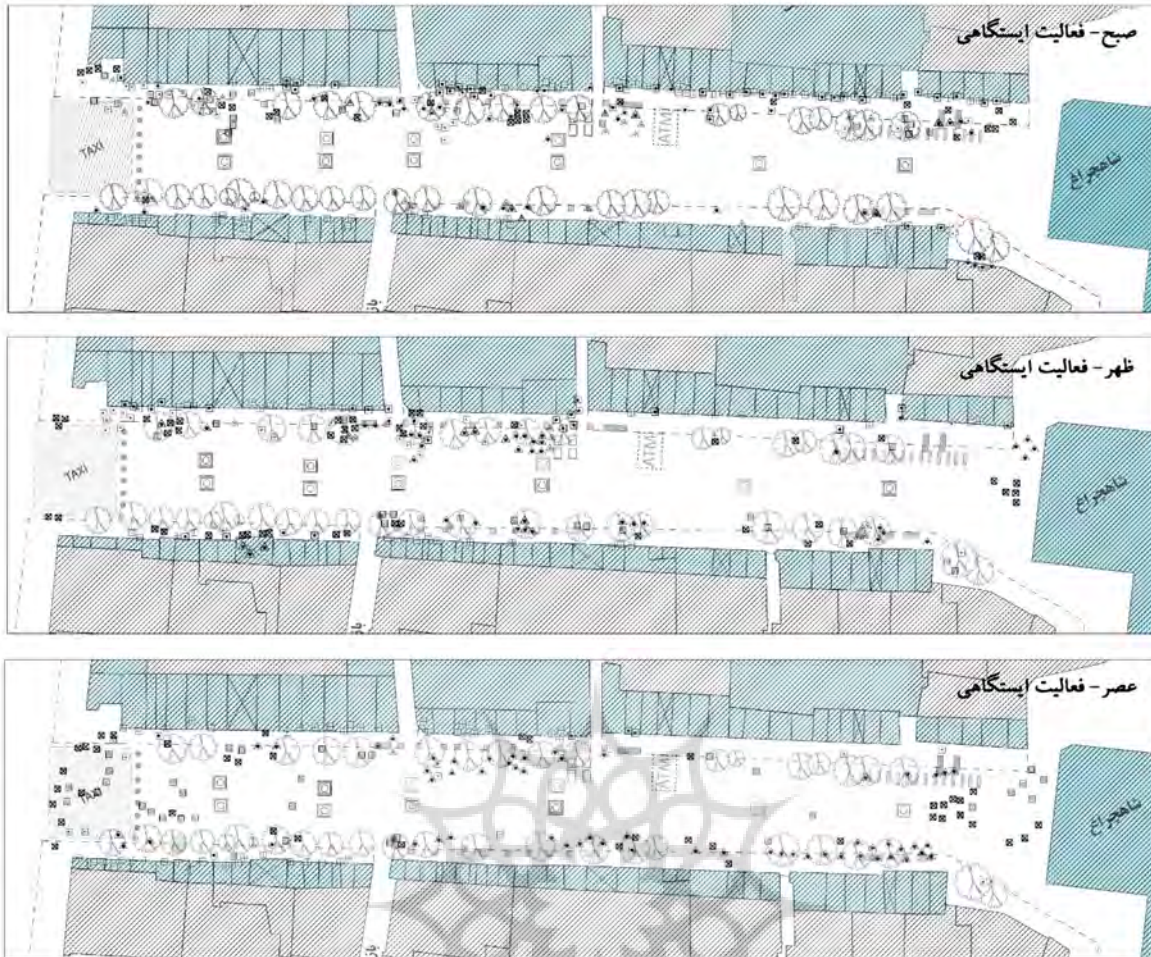 صبح - فعالیت ایستگاهی
TAXI
ATM
شاهچراغ
ظهر - فعالیت ایستگاهی
TAXI
ATM
شاهچراغ
عصر - فعالیت ایستگاهی
TAXI
ATM
شاهچراغ